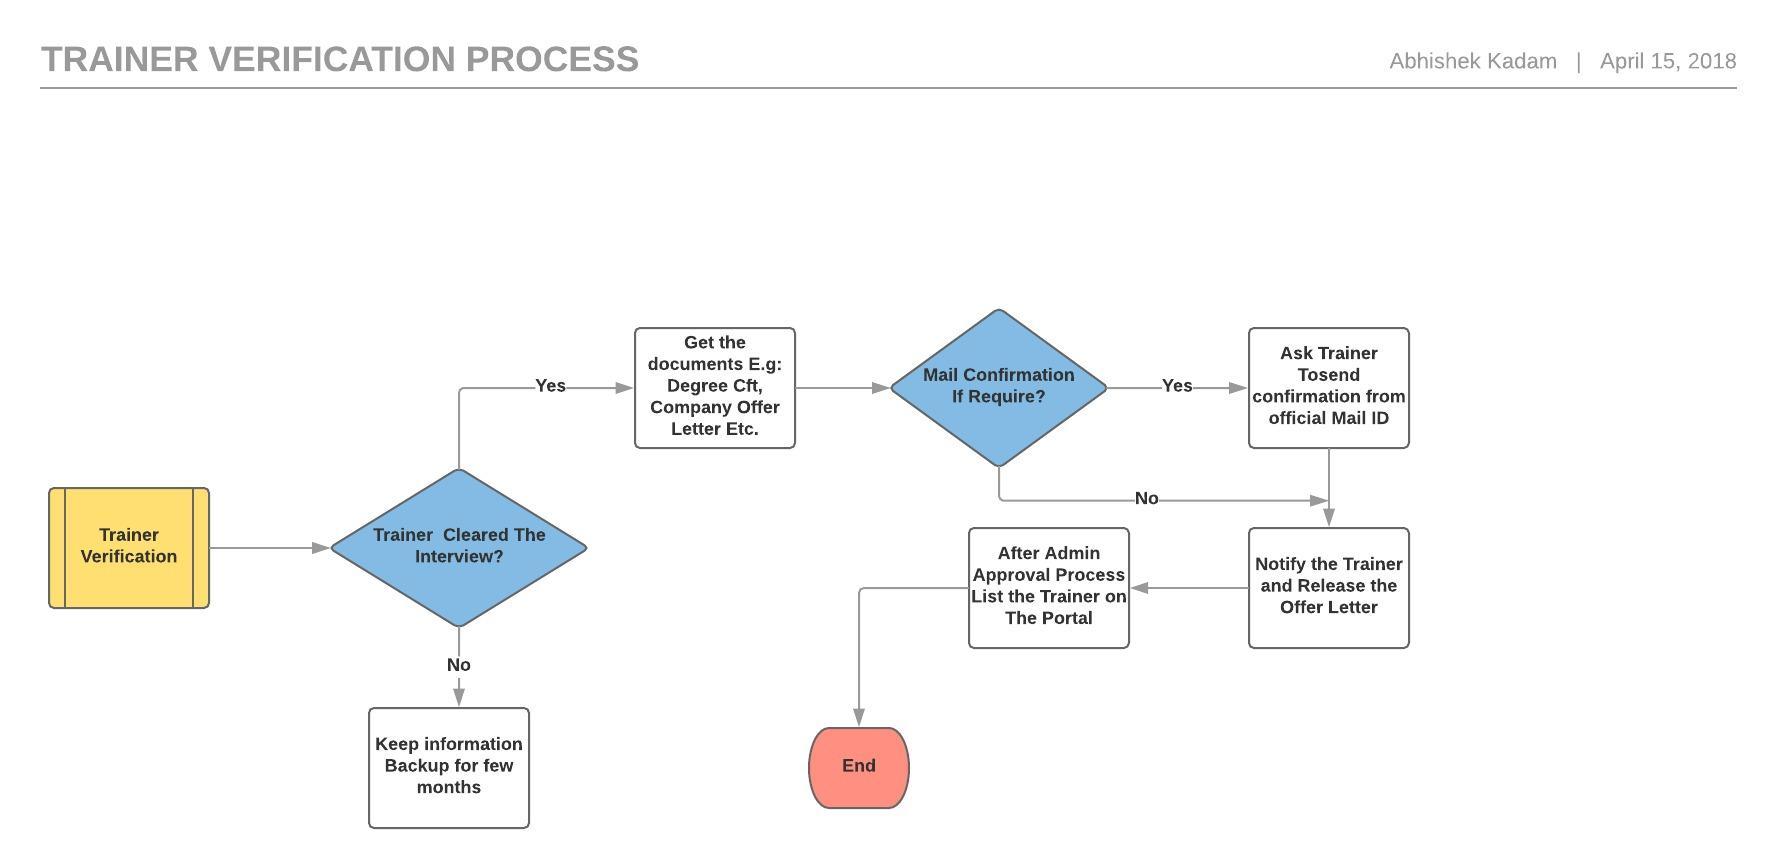 TRAINER VERIFICATION PROCESS
Abhishek Kadam | April 15, 2018
Get the
documents E.g:
Degree Cft,
Company Offer
Letter Etc.
Mail Confirmation
If Require?
Ask Trainer
Tosend
confirmation from
official Mail ID
Yes
Yes
No
Trainer
Verification
Trainer  Cleared The
Interview?
After Admin
Approval Process
List the Trainer on
The Portal
Notify the Trainer
and Release the
Offer Letter
No
Keep information
Backup for few
months
End